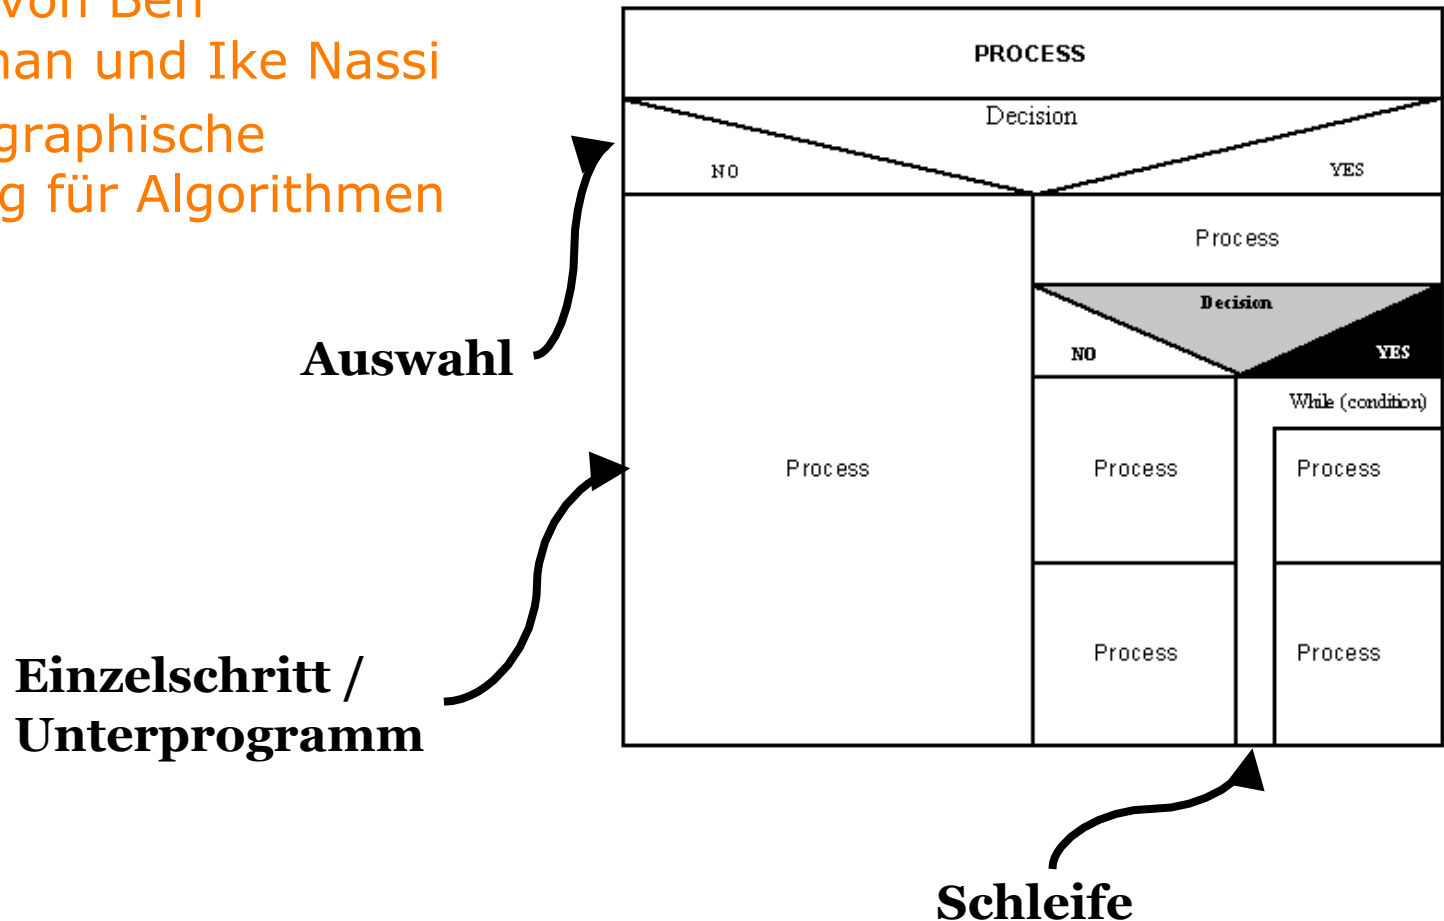 von Ben
man und Ike Nassi
graphische
g für Algorithmen
PROCESS
Decision
NO
YES
Process
Decision
NO
YES
While (condition)
Process
Process
Process
Process
Process
Auswahl
Einzelschritt /
Unterprogramm
Schleife